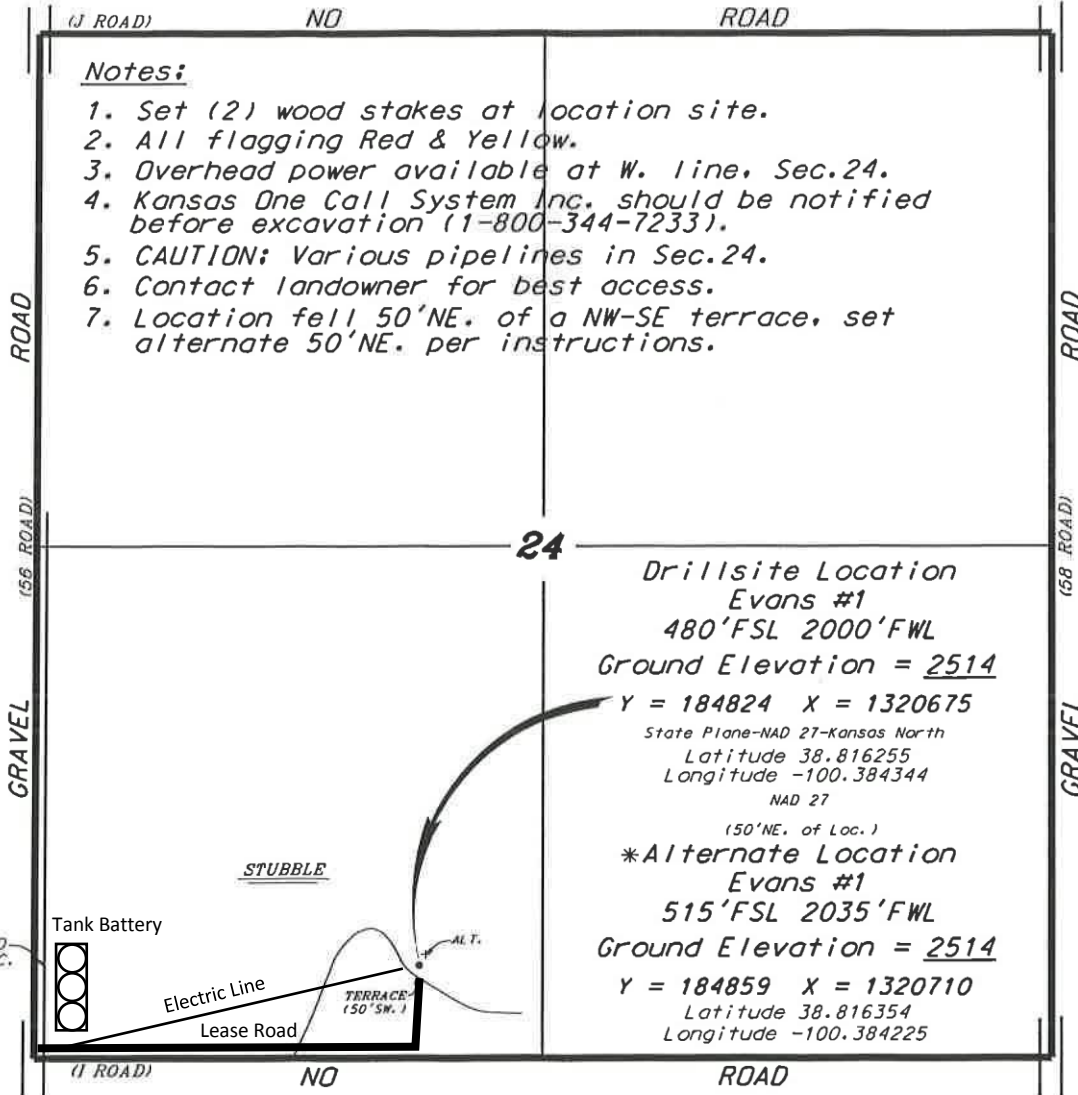 (J ROAD) NO ROAD
Notes:
1. Set (2) wood stakes at location site.
2. All flagging Red & Yellow.
3. Overhead power available at W. line, Sec.24.
4. Kansas One Call System Inc. should be notified
before excavation (1-800-344-7233).
5. CAUTION: Various pipelines in Sec.24.
6. Contact landowner for best access.
7. Location fell 50'NE. of a NW-SE terrace, set
alternate 50'NE. per instructions.
ROAD
(56 ROAD)
GRAVEL
ROAD
(58 ROAD)
GRAVEL
24
Drillsite Location
Evans #1
480'FSL 2000'FWL
Ground Elevation = 2514
Y = 184824 X = 1320675
State Plane-NAD 27-Kansas North
Latitude 38.816255
Longitude -100.384344
NAD 27
(50'NE. of Loc.)
*Alternate Location
Evans #1
515'FSL 2035'FWL
Ground Elevation = 2514
Y = 184859 X = 1320710
Latitude 38.816354
Longitude -100.384225
STUBBLE
Tank Battery
ALT.
Electric Line
TERRACE
(50'SW.)
Lease Road
(I ROAD) NO ROAD